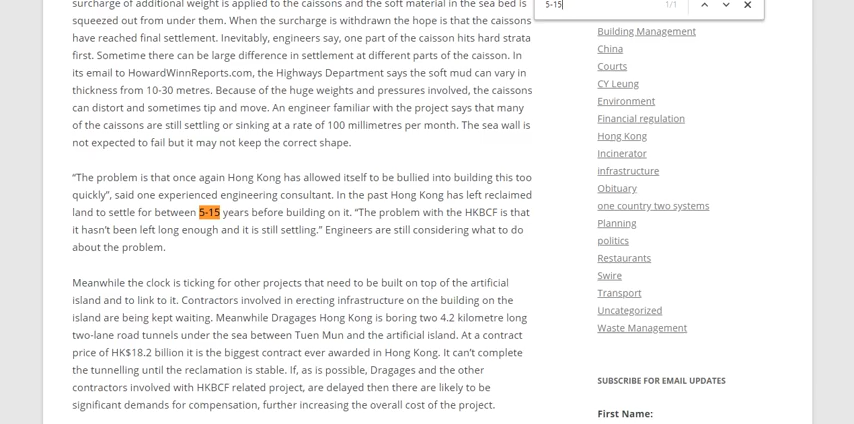 surcharge of additional weight is applied to the caissons and the soft material in the sea bed is
squeezed out from under them. When the surcharge is withdrawn the hope is that the caissons
have reached final settlement. Inevitably, engineers say, one part of the caisson hits hard strata
first. Sometime there can be large difference in settlement at different parts of the caisson. In
its email to HowardWinnReports.com, the Highways Department says the soft mud can vary in
thickness from 10-30 metres. Because of the huge weights and pressures involved, the caissons
can distort and sometimes tip and move. An engineer familiar with the project says that many
of the caissons are still settling or sinking at a rate of 100 millimetres per month. The sea wall is
not expected to fail but it may not keep the correct shape.
“The problem is that once again Hong Kong has allowed itself to be bullied into building this too
quickly”, said one experienced engineering consultant. In the past Hong Kong has left reclaimed
land to settle for between 5-15 years before building on it. “The problem with the HKBCF is that
it hasn’t been left long enough and it is still settling.” Engineers are still considering what to do
about the problem.
Meanwhile the clock is ticking for other projects that need to be built on top of the artificial
island and to link to it. Contractors involved in erecting infrastructure on the building on the
island are being kept waiting. Meanwhile Dragages Hong Kong is boring two 4.2 kilometre long
two-lane road tunnels under the sea between Tuen Mun and the artificial island. At a contract
price of HK$18.2 billion it is the biggest contract ever awarded in Hong Kong. It can’t complete
the tunnelling until the reclamation is stable. If, as is possible, Dragages and the other
contractors involved with HKBCF related project, are delayed then there are likely to be
significant demands for compensation, further increasing the overall cost of the project.
5-15
1/1
Building Management
China
Courts
CY Leung
Environment
Financial regulation
Hong Kong
Incinerator
infrastructure
Obituary
one country two systems
Planning
politics
Restaurants
Swire
Transport
Uncategorized
Waste Management
SUBSCRIBE FOR EMAIL UPDATES
First Name: